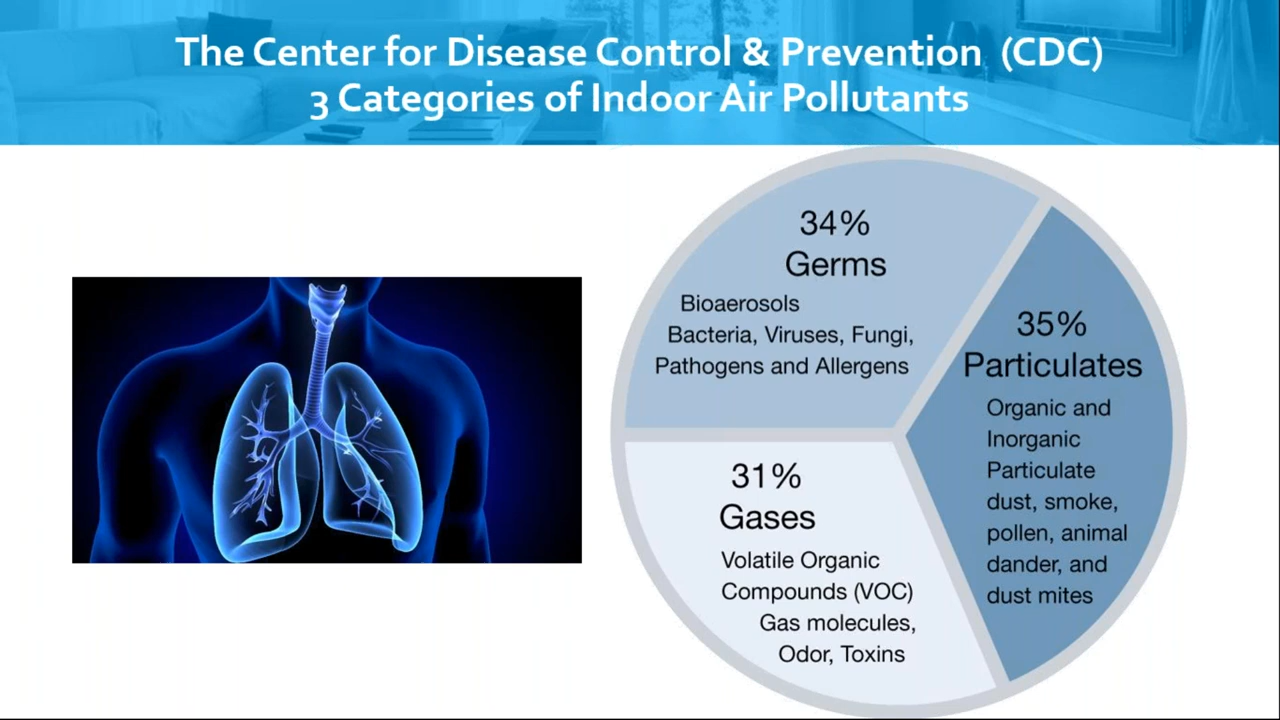 The Center for Disease Control & Prevention (CDC)
3 Categories of Indoor Air Pollutants
34%
Germs
Bioaerosols
Bacteria, Viruses, Fungi,
Pathogens and Allergens
35%
Particulates
Organic and
Inorganic
Particulate
dust, smoke,
pollen, animal
dander, and
dust mites
31%
Gases
Volatile Organic
Compounds (VOC)
Gas molecules,
Odor, Toxins